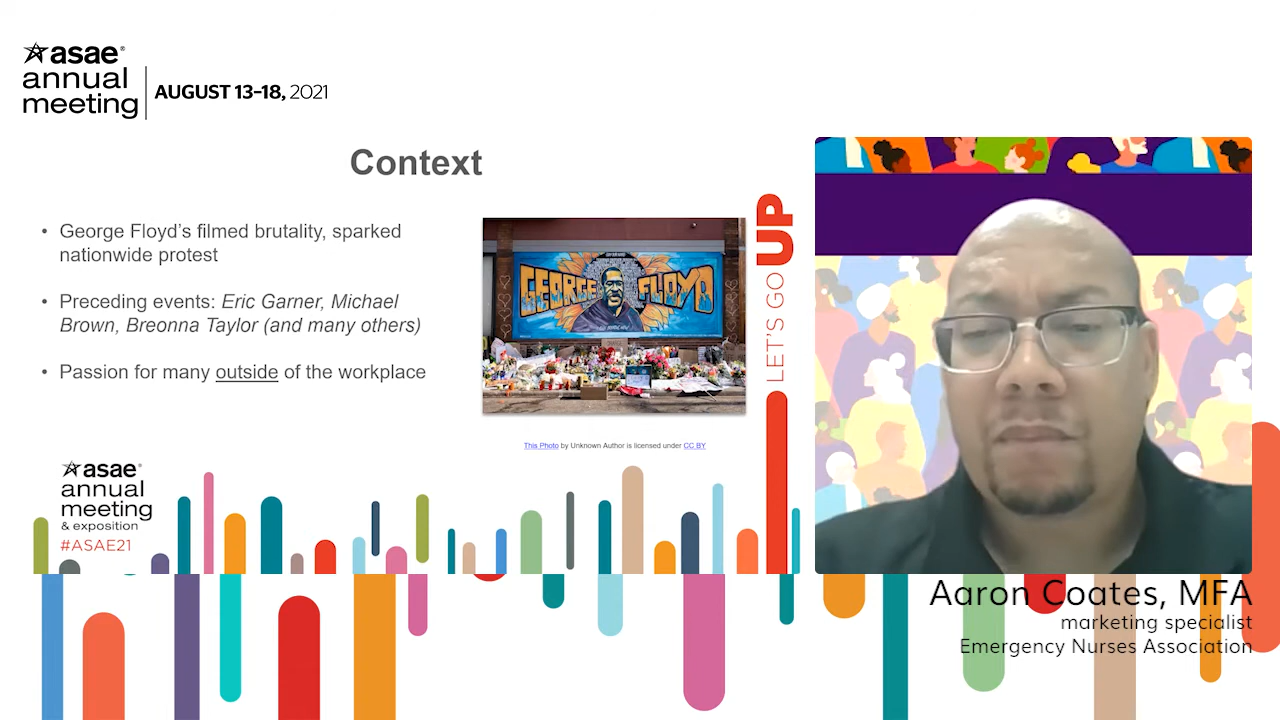 asae®
annual
meeting
AUGUST 13–18, 2021
Context
• George Floyd's filmed brutality, sparked
nationwide protest
• Preceding events: Eric Garner, Michael
Brown, Breonna Taylor (and many others)
• Passion for many outside of the workplace
GEORGE FLOYD
This Photo by Unknown Author is licensed under CC BY
LET'S GO UP
asae®
annual
meeting
& exposition
#ASAE21
Aaron Coates, MFA
marketing specialist
Emergency Nurses Association